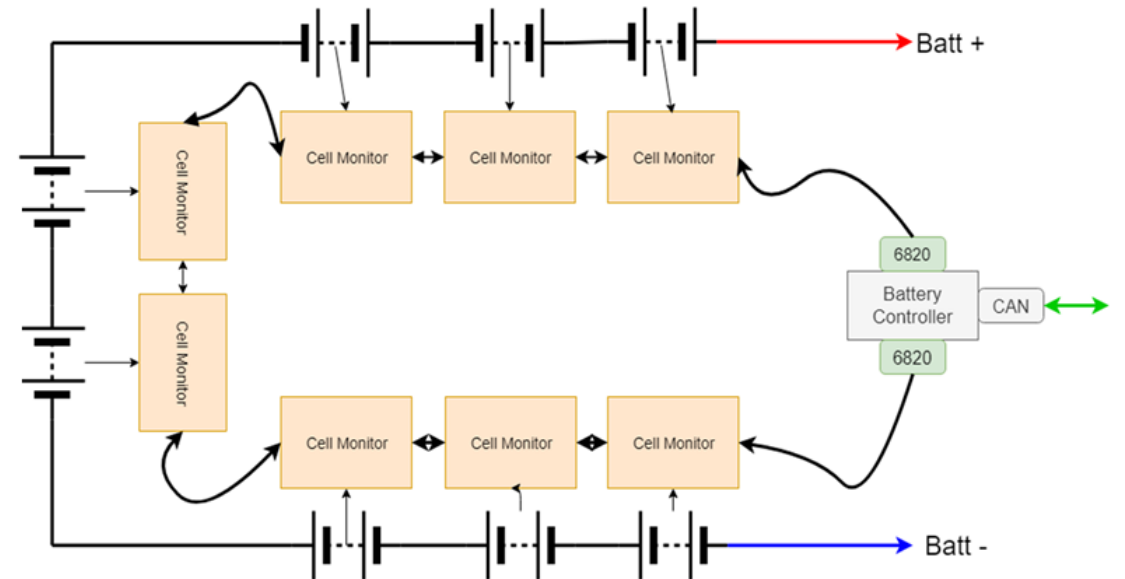 Batt +
Cell Monitor
Cell Monitor
Cell Monitor
Cell Monitor
6820
Battery
Controller
CAN
6820
Cell Monitor
Cell Monitor
Cell Monitor
Cell Monitor
Batt -